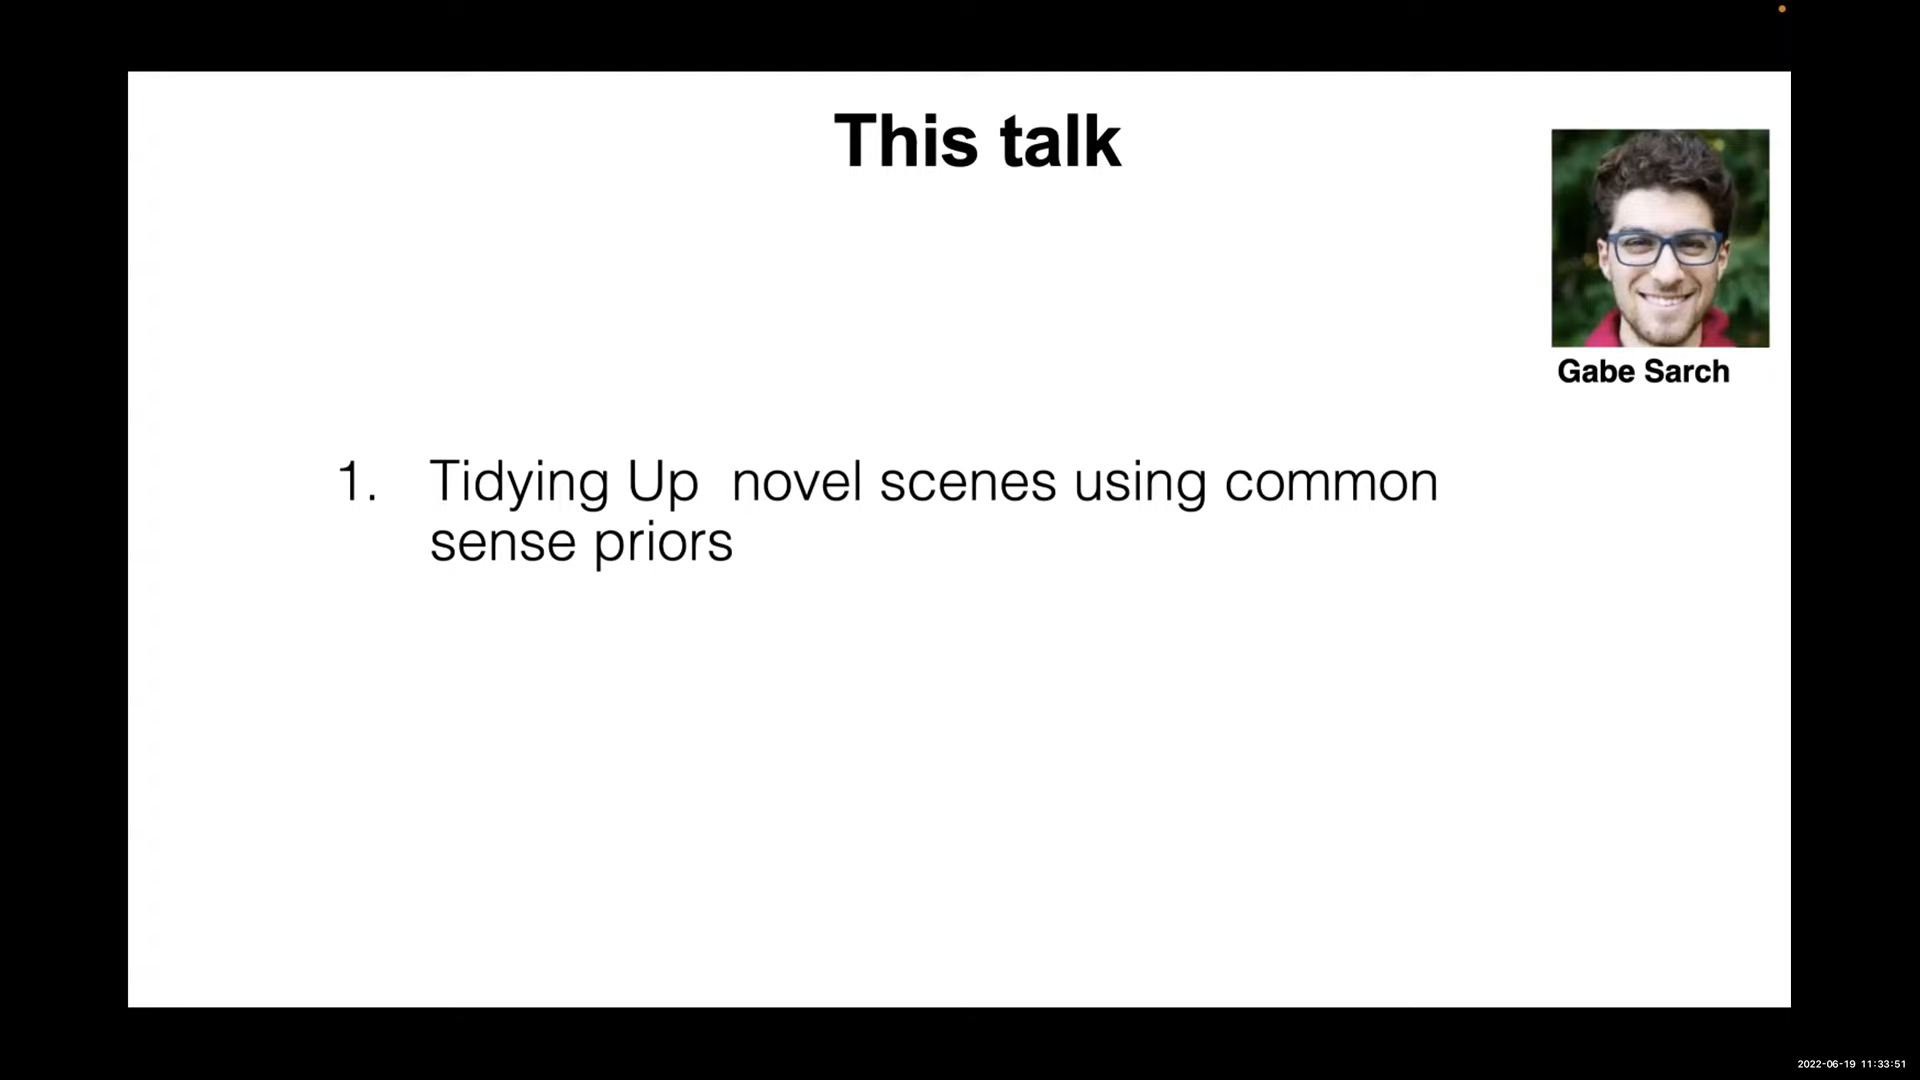 This talk
Gabe Sarch
1. Tidying Up  novel scenes using common
sense priors
2022-06-19 11:33:51